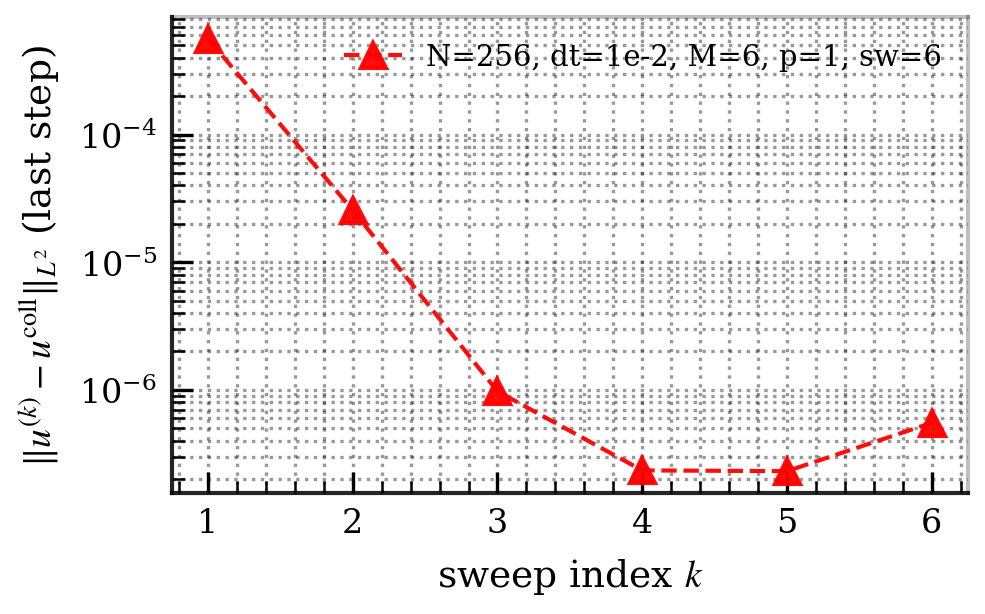 N=256, dt=1e-2, M=6, p=1, sw=6
||u^{(k)} − u^{coll}||_{L^2} (last step)
10^{−4}
10^{−5}
10^{−6}
1 2 3 4 5 6
sweep index k